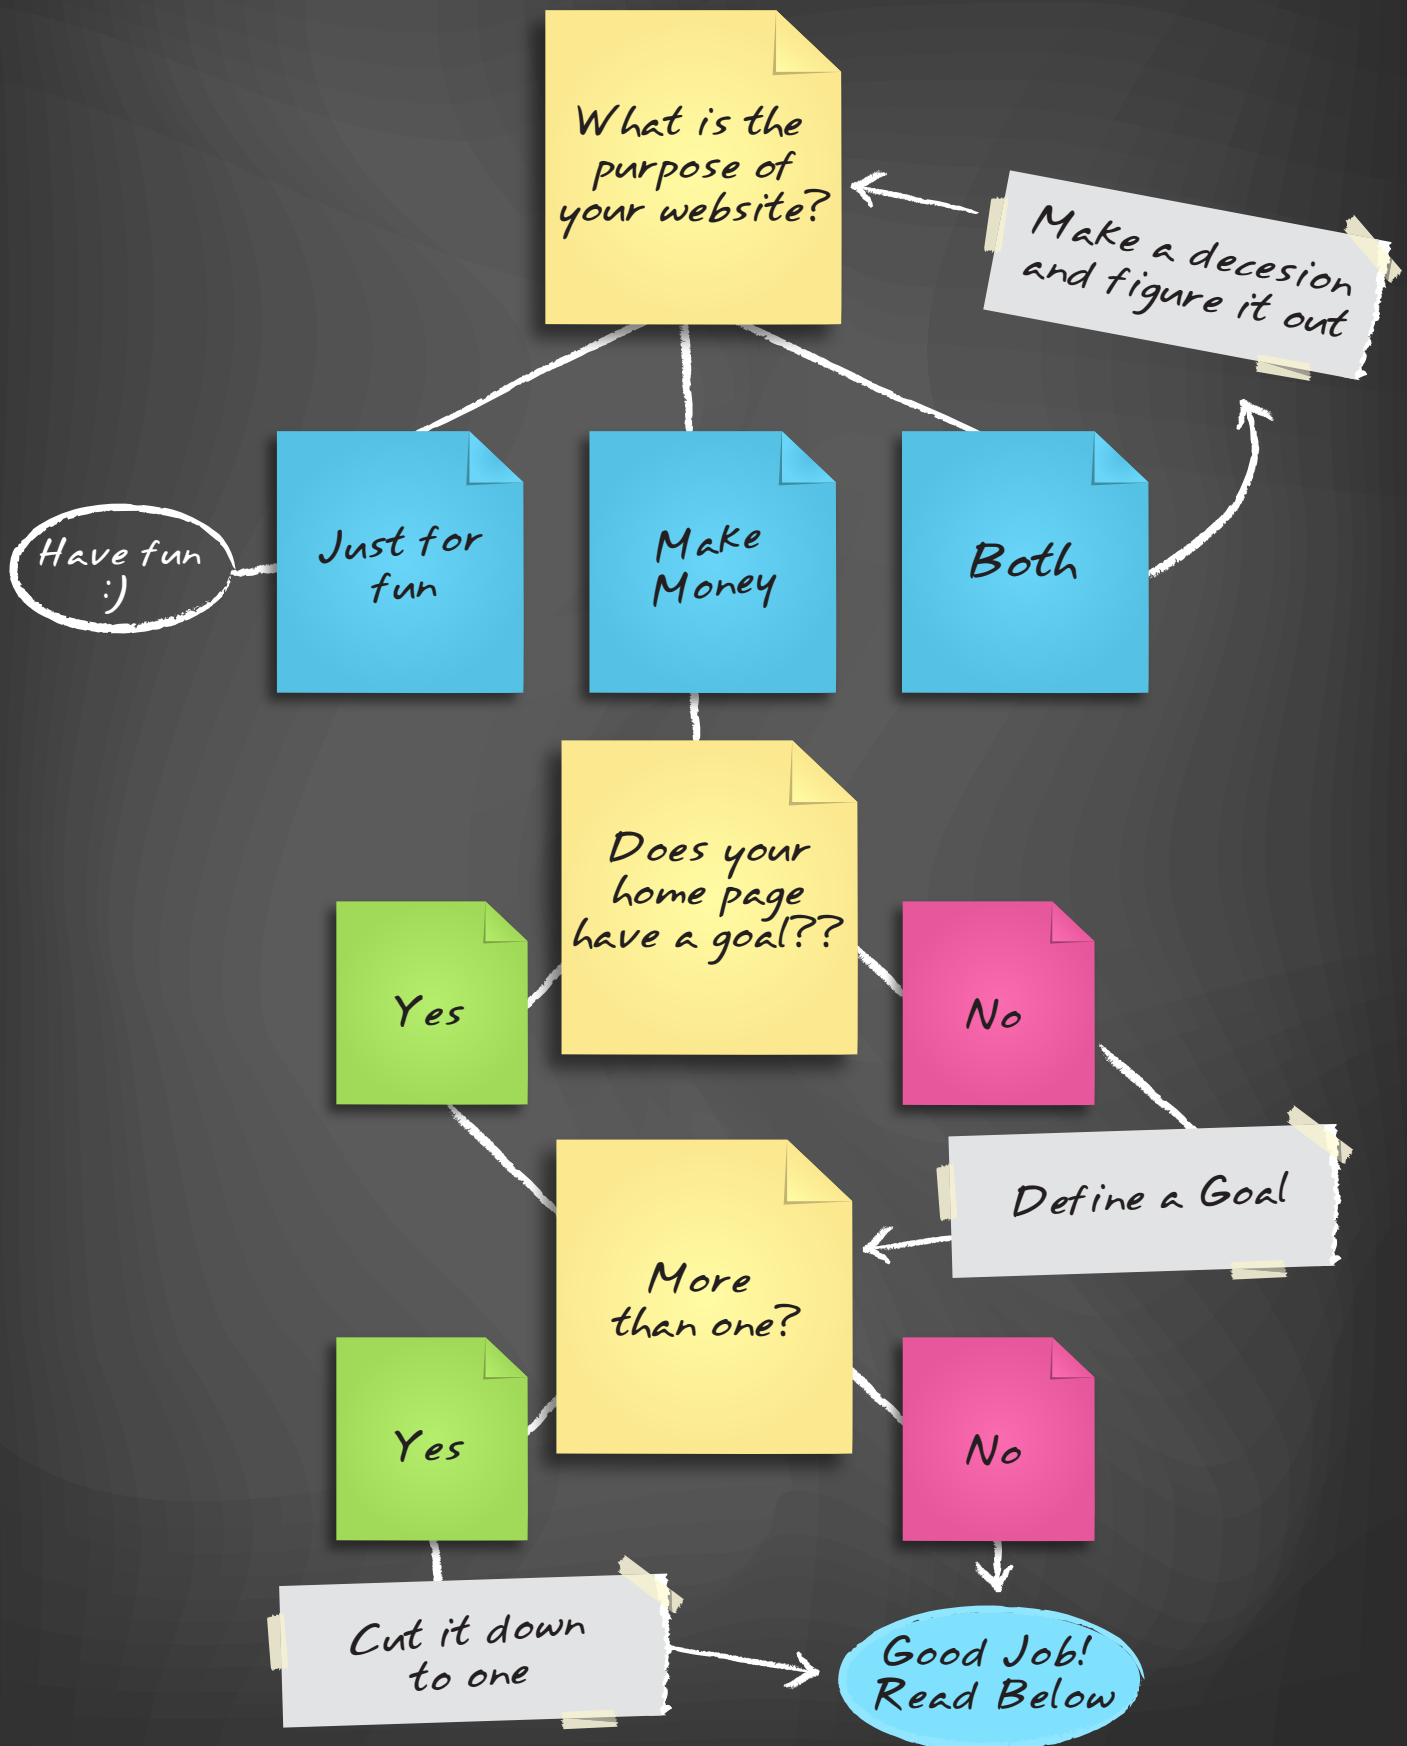 What is the
purpose of
your website?
Make a decesion
and figure it out
Have fun
:)
Just for
fun
Make
Money
Both
Does your
home page
have a goal??
Yes
No
Define a Goal
More
than one?
Yes
No
Cut it down
to one
Good Job!
Read Below